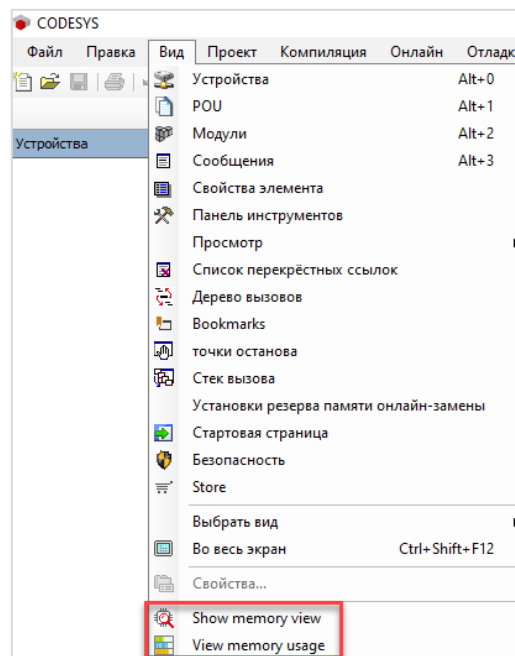 CODESYS
Файл Правка Вид Проект Компиляция Онлайн
Устройства
Устройства Alt+0
POU Alt+1
Модули Alt+2
Сообщения Alt+3
Свойства элемента
Панель инструментов
Просмотр
Список перекрёстных ссылок
Дерево вызовов
Bookmarks
точки останова
Стек вызова
Установки резерва памяти онлайн-замены
Стартовая страница
Безопасность
Store
Выбрать вид
Во весь экран Ctrl+Shift+F12
Свойства...
Show memory view
View memory usage